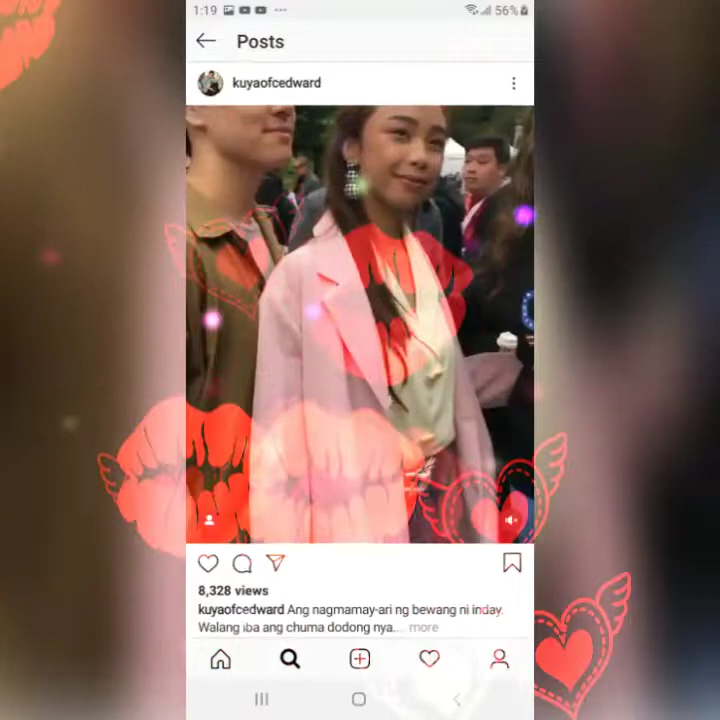 1:19 56%
Posts
kuyaofcedward
8,328 views
kuyaofcedward Ang nagmamay-ari ng bewang ni inday.
Walang iba ang chuma dodong nya.... more